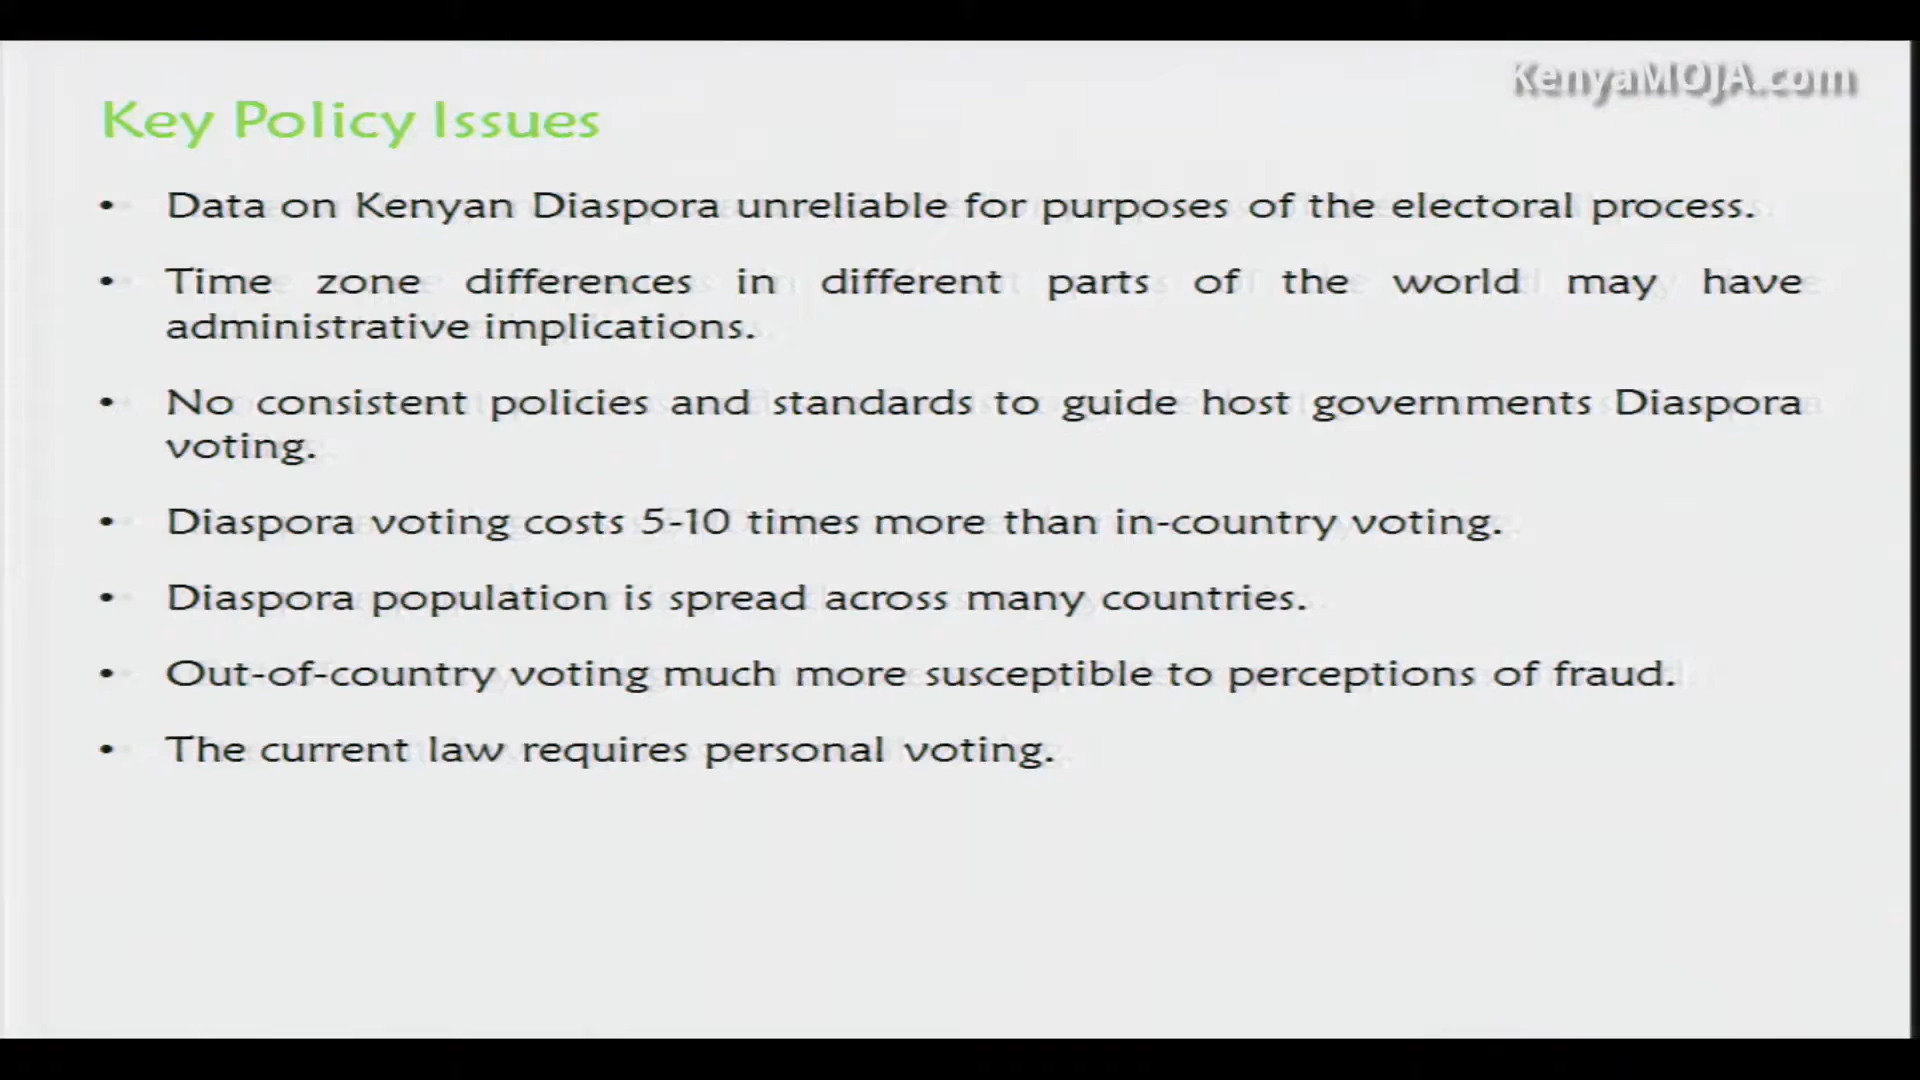 KenyaMOJA.com
Key Policy Issues
• Data on Kenyan Diaspora unreliable for purposes of the electoral process.
• Time zone differences in different parts of the world may have
administrative implications.
• No consistent policies and standards to guide host governments Diaspora
voting.
• Diaspora voting costs 5-10 times more than in-country voting.
• Diaspora population is spread across many countries.
• Out-of-country voting much more susceptible to perceptions of fraud.
• The current law requires personal voting.